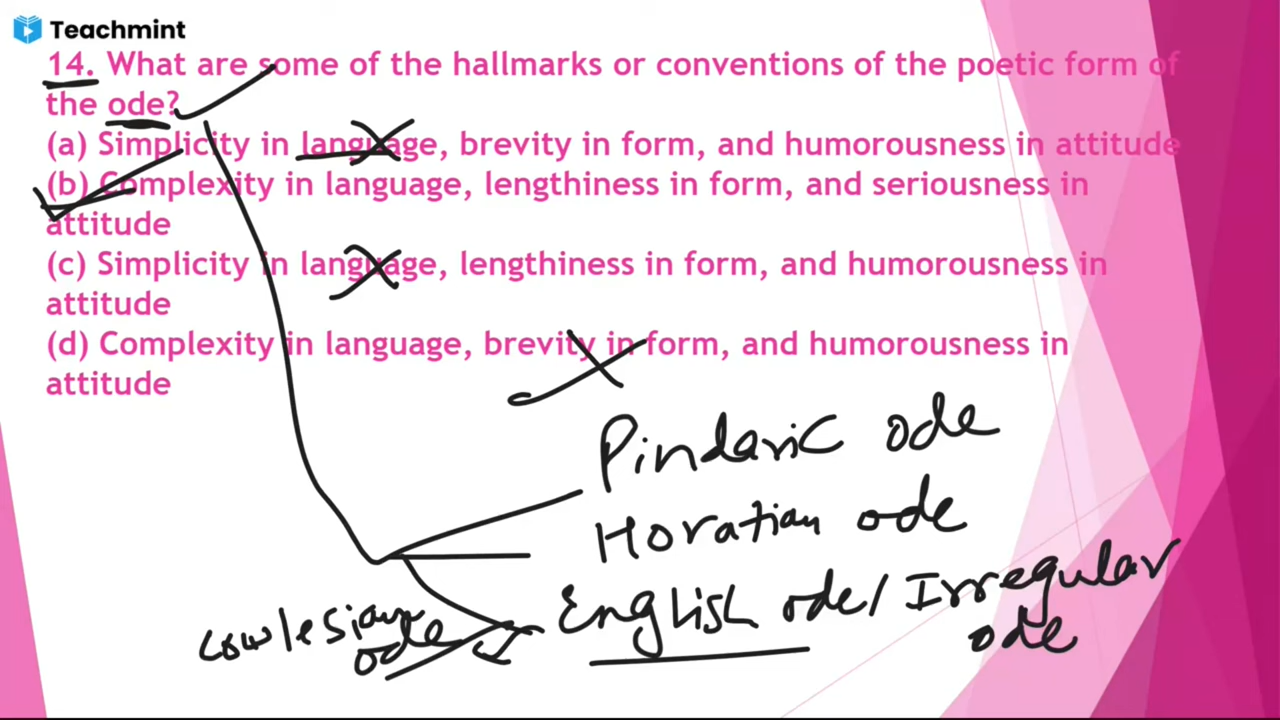 Teachmint
14. What are some of the hallmarks or conventions of the poetic form of
the ode?
(a) Simplicity in language, brevity in form, and humorousness in attitude
(b) Complexity in language, lengthiness in form, and seriousness in
attitude
(c) Simplicity in language, lengthiness in form, and humorousness in
attitude
(d) Complexity in language, brevity in form, and humorousness in
attitude
Pindaric ode
Horatian ode
English ode/ Irregular
ode
Cowlesian
ode